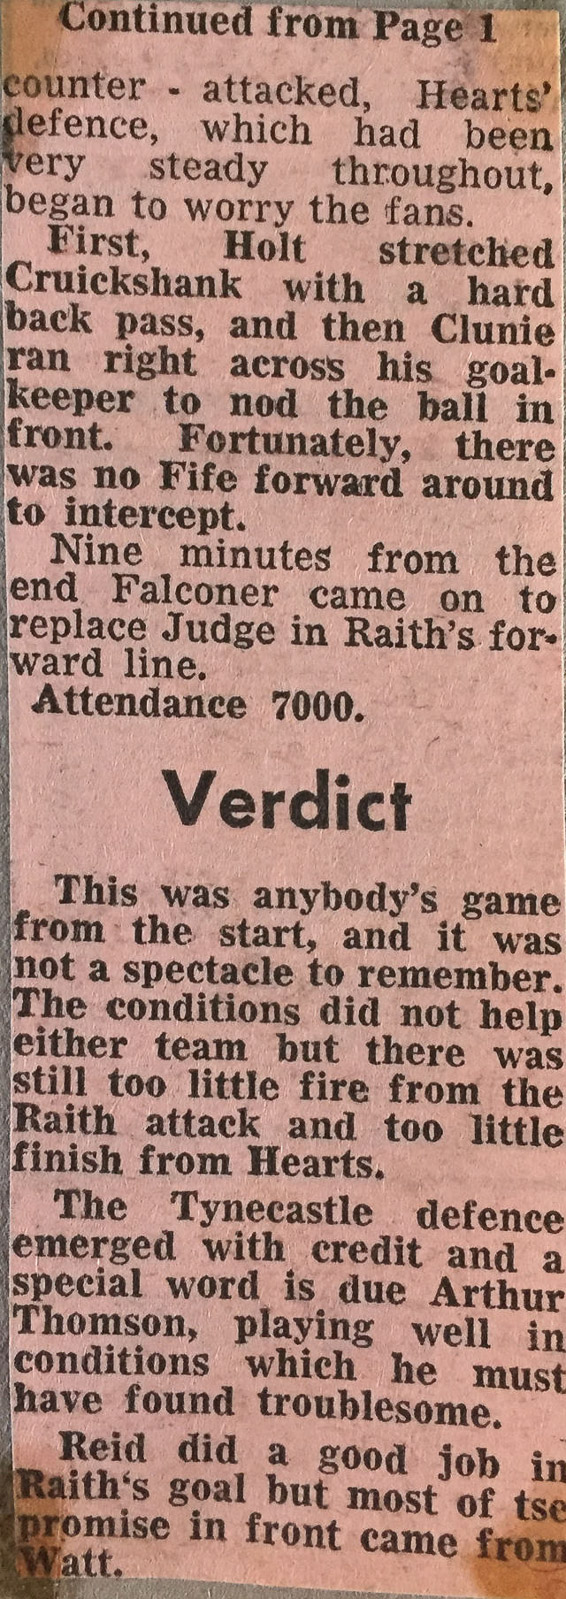 Continued from Page 1
counter - attacked, Hearts'
defence, which had been
very steady throughout,
began to worry the fans.
First, Holt stretched
Cruickshank with a hard
back pass, and then Clunie
ran right across his goal-
keeper to nod the ball in
front. Fortunately, there
was no Fife forward around
to intercept.
Nine minutes from the
end Falconer came on to
replace Judge in Raith's for-
ward line.
Attendance 7000.
Verdict
This was anybody's game
from the start, and it was
not a spectacle to remember.
The conditions did not help
either team but there was
still too little fire from the
Raith attack and too little
finish from Hearts.
The Tynecastle defence
emerged with credit and a
special word is due Arthur
Thomson, playing well in
conditions which he must
have found troublesome.
Reid did a good job in
Raith‘s goal but most of tse
promise in front came from
Watt.